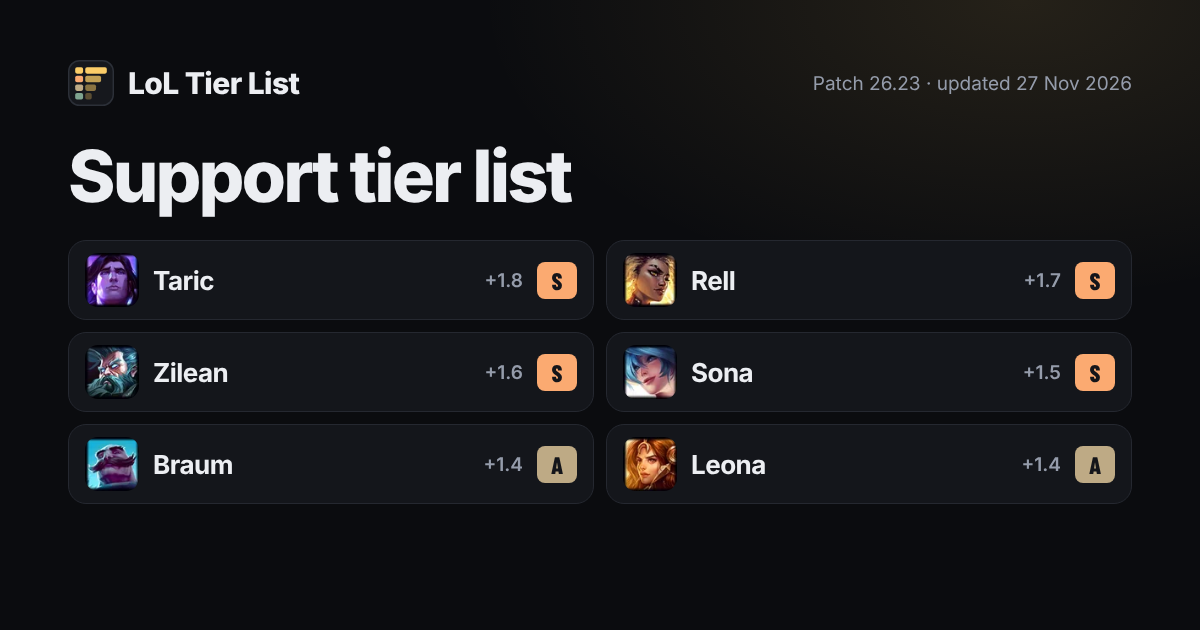 LoL Tier List
Patch 26.23 · updated 27 Nov 2026
Support tier list
Taric +1.8 S
Rell +1.7 S
Zilean +1.6 S
Sona +1.5 S
Braum +1.4 A
Leona +1.4 A